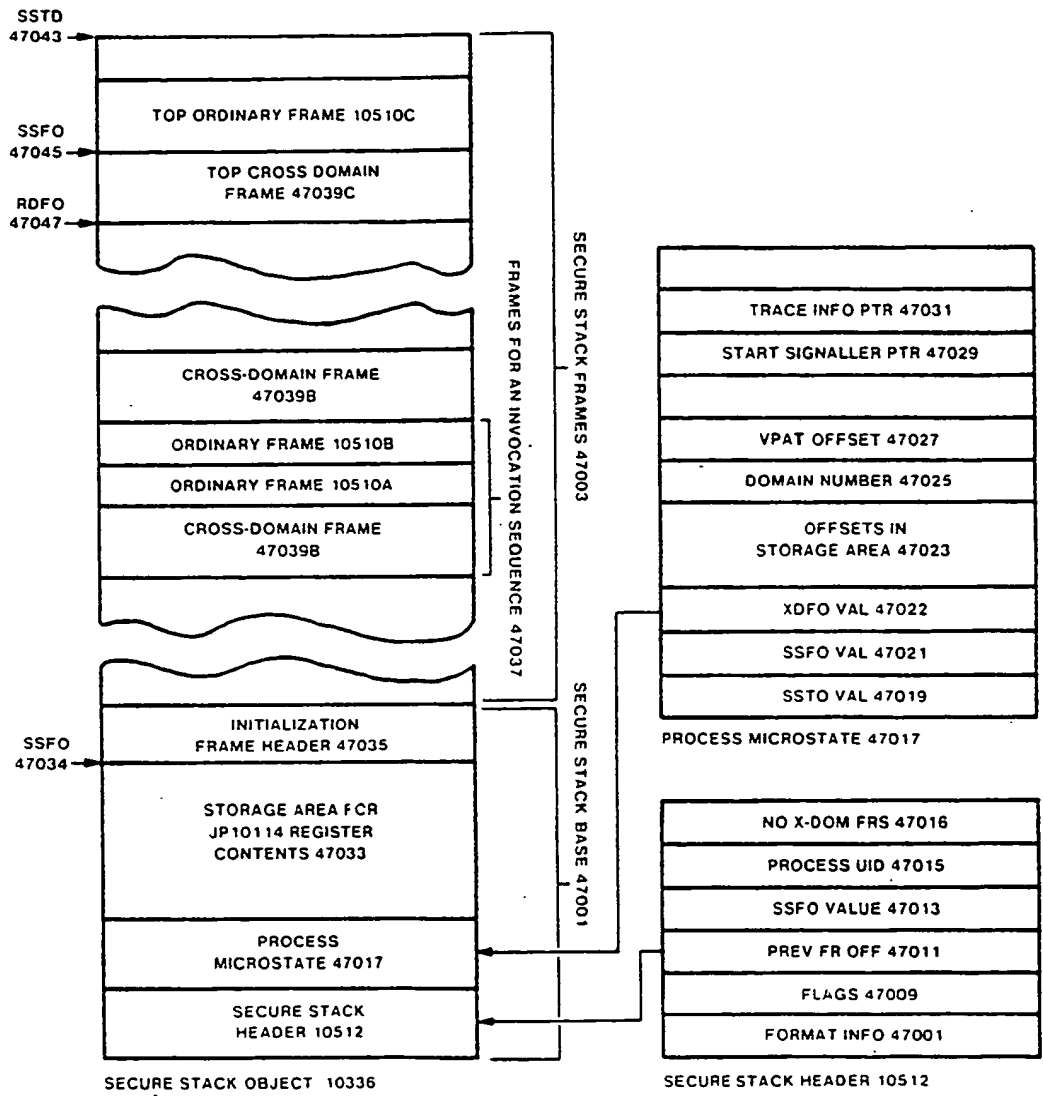 SSTD
47043
TOP ORDINARY FRAME 10510C
SSFO
47045
TOP CROSS DOMAIN
FRAME 47039C
RDFO
47047
CROSS-DOMAIN FRAME
47039B
ORDINARY FRAME 10510B
ORDINARY FRAME 10510A
CROSS-DOMAIN FRAME
47039B
FRAMES FOR AN INVOCATION SEQUENCE 47037
SECURE STACK FRAMES 47003
INITIALIZATION
FRAME HEADER 47035
SSFO
47034
STORAGE AREA FCR
JP10114 REGISTER
CONTENTS 47033
PROCESS
MICROSTATE 47017
SECURE STACK
HEADER 10512
SECURE STACK BASE 47001
SECURE STACK OBJECT 10336
TRACE INFO PTR 47031
START SIGNALLER PTR 47029
VPAT OFFSET 47027
DOMAIN NUMBER 47025
OFFSETS IN
STORAGE AREA 47023
XDFO VAL 47022
SSFO VAL 47021
SSTO VAL 47019
PROCESS MICROSTATE 47017
NO X-DOM FRS 47016
PROCESS UID 47015
SSFO VALUE 47013
PREV FR OFF 47011
FLAGS 47009
FORMAT INFO 47001
SECURE STACK HEADER 10512